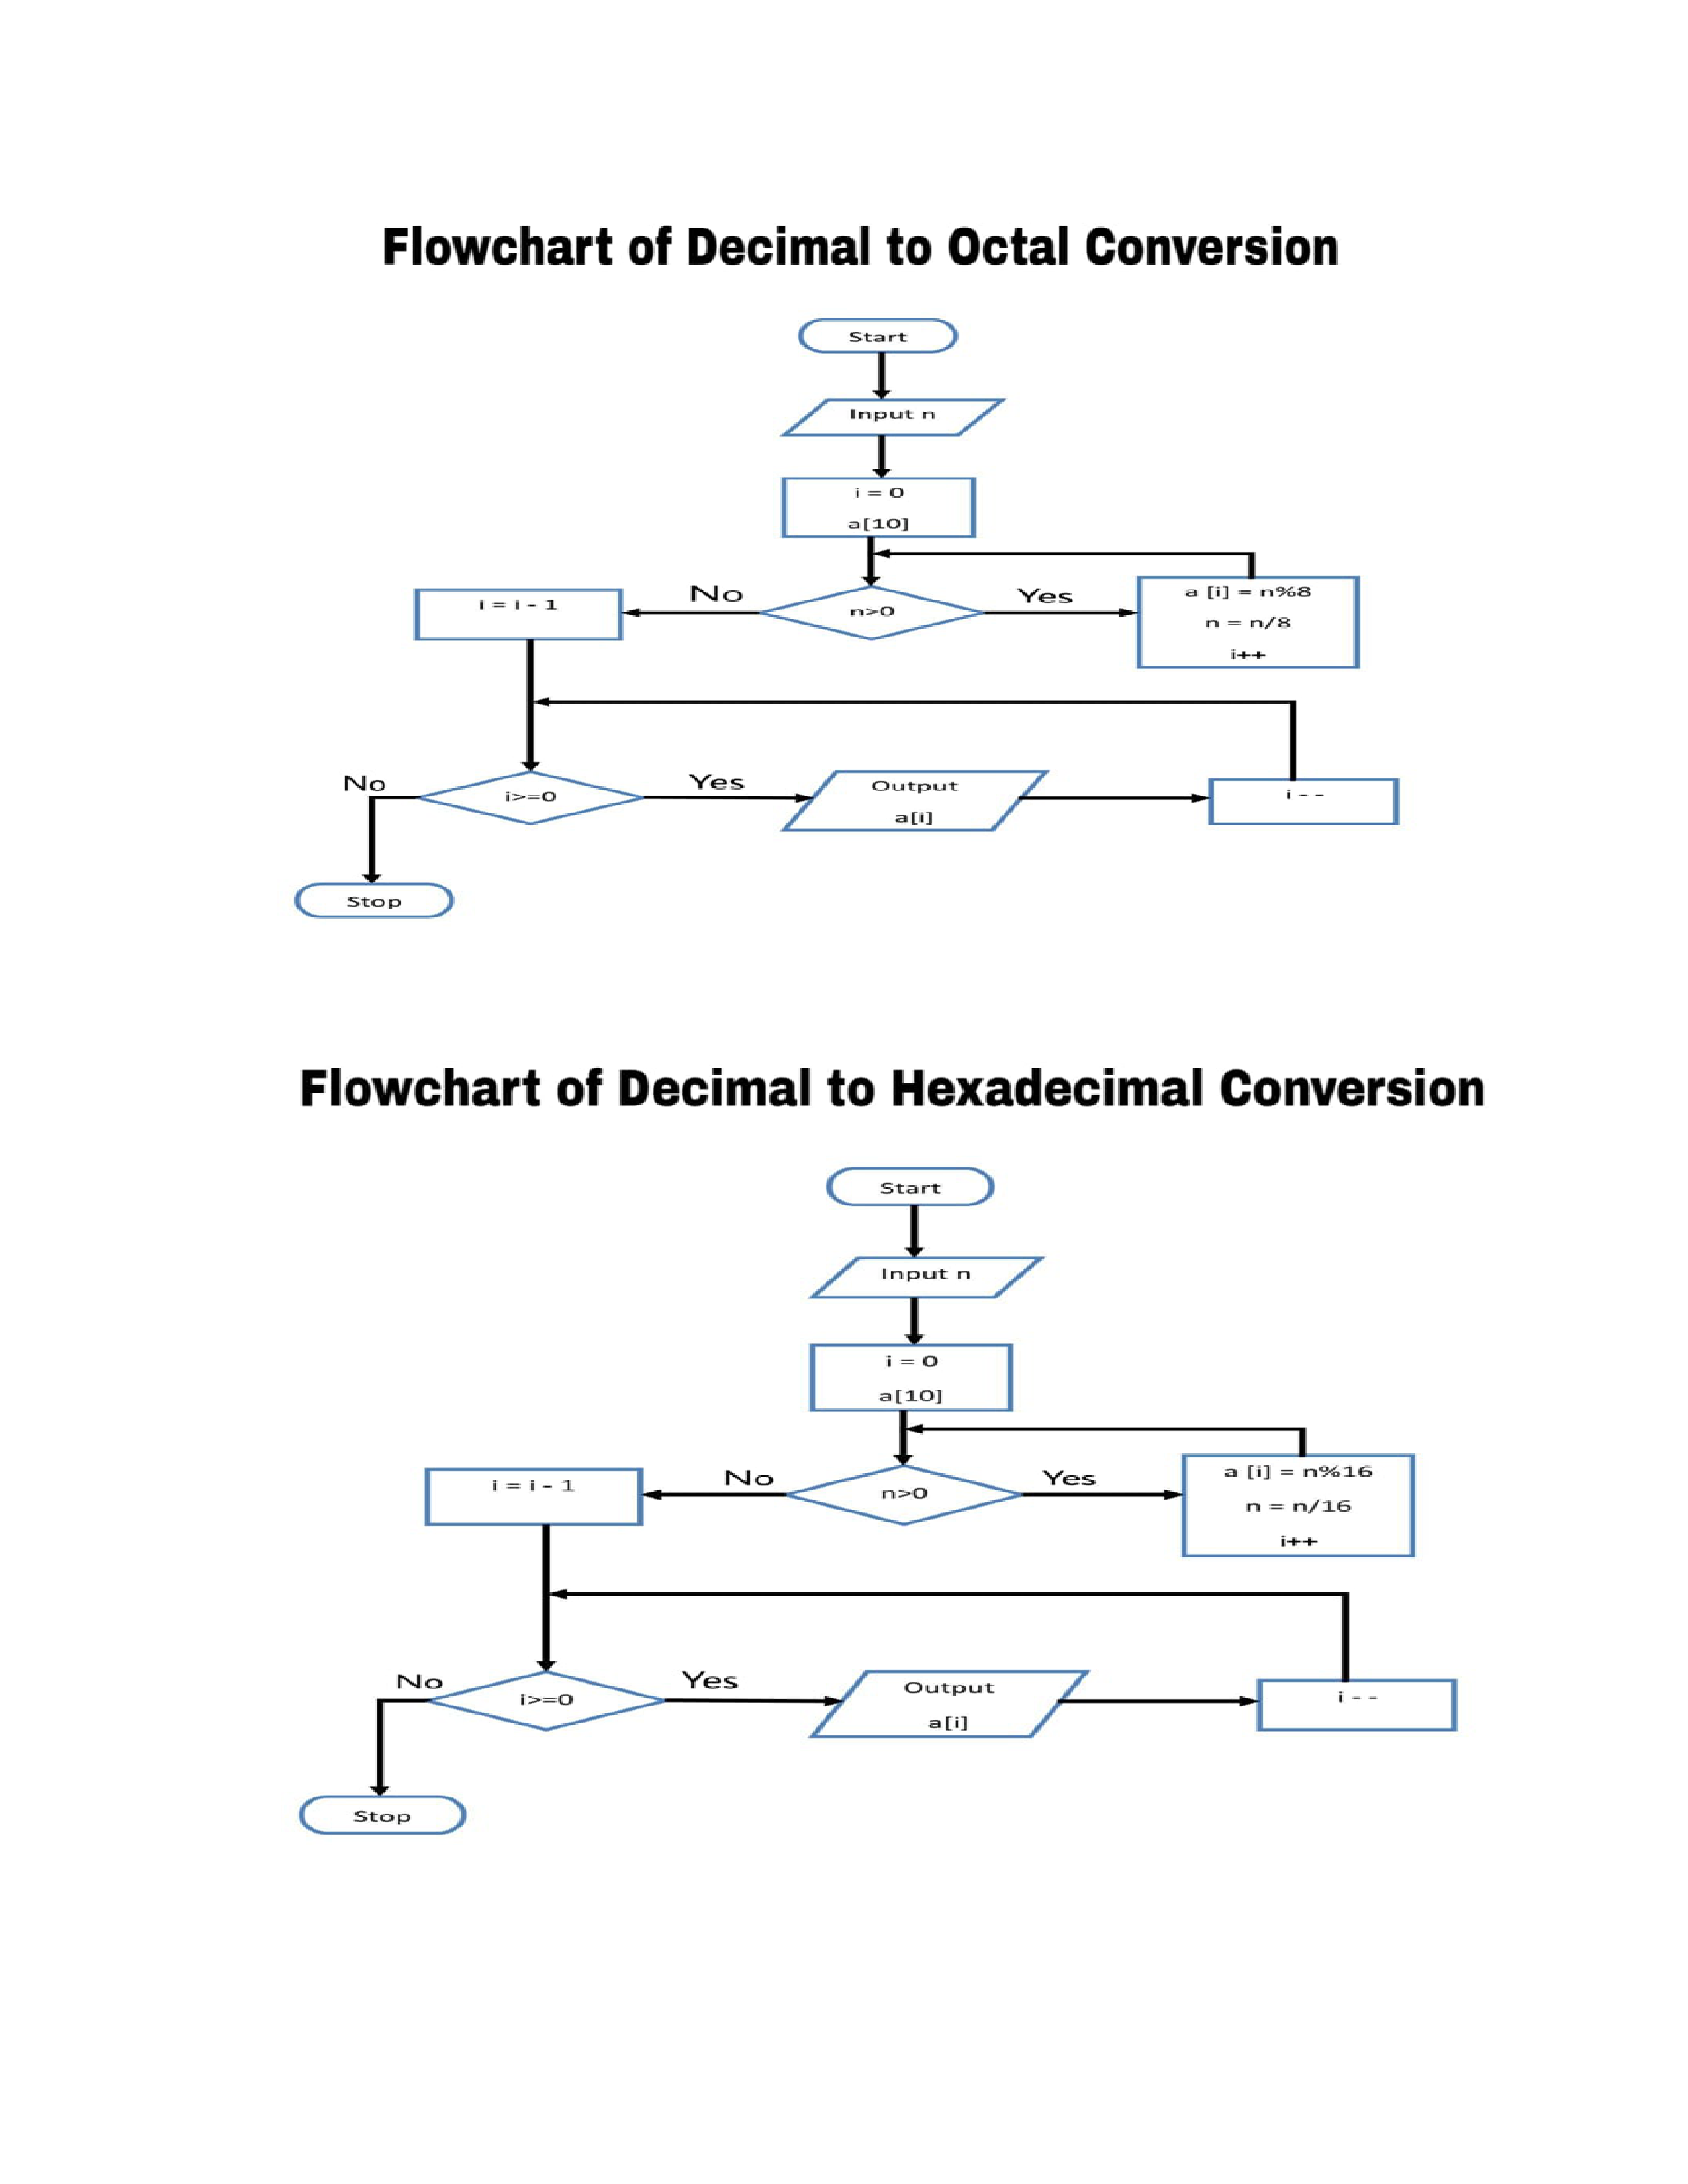 Flowchart of Decimal to Octal Conversion
Start
Input n
i = 0
a[10]
No
n>0
Yes
i = i - 1
a [i] = n%8
n = n/8
i++
No
i>=0
Yes
Output
a[i]
i - -
Stop
Flowchart of Decimal to Hexadecimal Conversion
Start
Input n
i = 0
a[10]
No
n>0
Yes
i = i - 1
a [i] = n%16
n = n/16
i++
No
i>=0
Yes
Output
a[i]
i - -
Stop